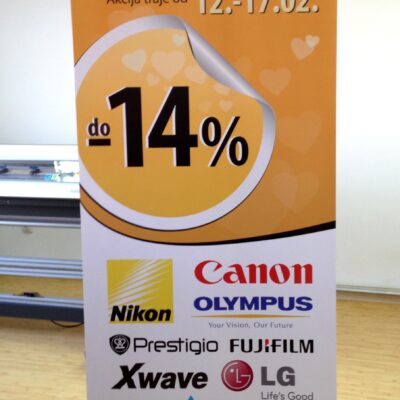 Akcija traje od 12.-17.02.
do 14%
Nikon
Canon
OLYMPUS
Your Vision, Our Future
Prestigio
FUJIFILM
Xwave
LG
Life's Good